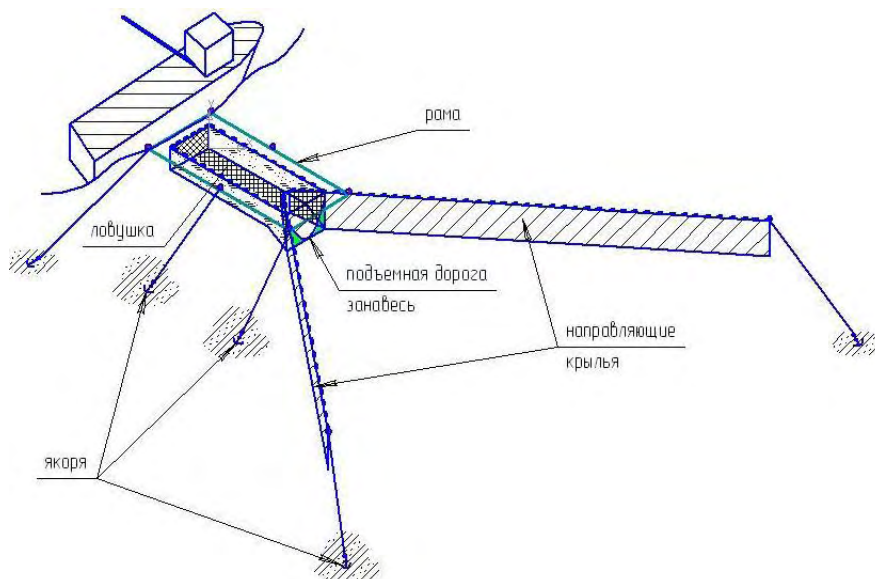 рама
ловушка
подъемная дорога
занавесь
направляющие
крылья
якоря